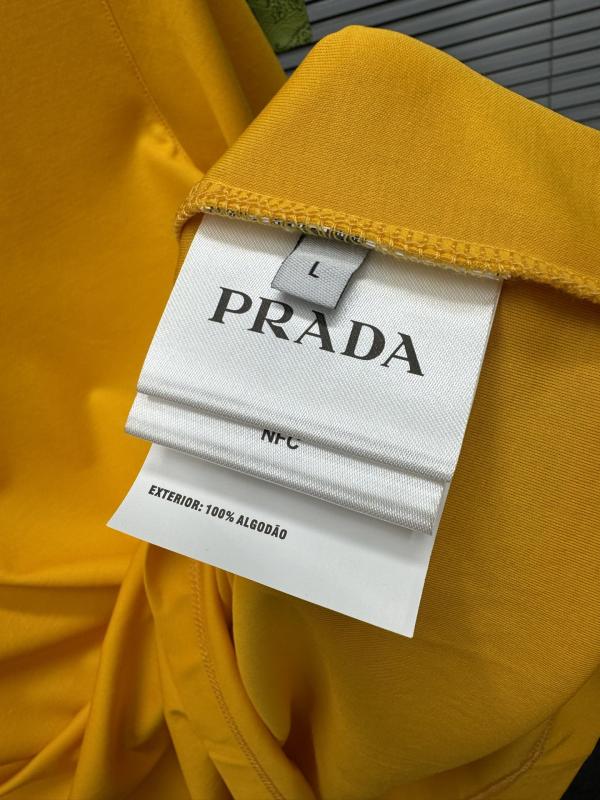 L
PRADA
NFC
EXTERIOR: 100% ALGODÃO